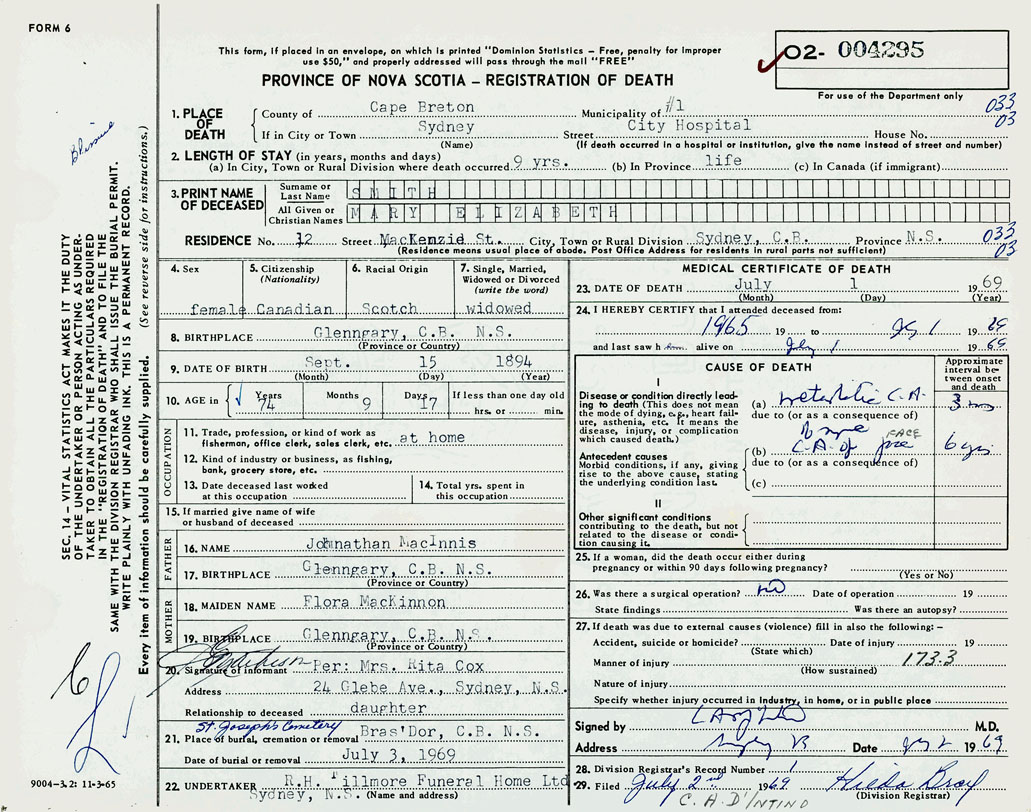 FORM 6
This form, if placed in an envelope, on which is printed "Dominion Statistics – Free, penalty for improper
use $50," and properly addressed will pass through the mail "FREE"
PROVINCE OF NOVA SCOTIA – REGISTRATION OF DEATH
02- 004295
For use of the Department only
033
03
1. PLACE OF DEATH
County of Cape Breton Municipality of #1
If in City or Town Sydney Street City Hospital House No.
(Name) (If death occurred in a hospital or institution, give the name instead of street and number)
2. LENGTH OF STAY (in years, months and days)
(a) In City, Town or Rural Division where death occurred 9 yrs. (b) In Province life (c) In Canada (if immigrant)
3. PRINT NAME OF DECEASED
Surname or Last Name SMITH
All Given or Christian Names MARY ELIZABETH
RESIDENCE No. 12 Street MacKenzid St. City, Town or Rural Division Sydney, C.B. Province N.S.
(Residence means usual place of abode. Post Office Address for residents in rural parts not sufficient)
033
03
4. Sex female
5. Citizenship (Nationality) Canadian
6. Racial Origin Scotch
7. Single, Married, Widowed or Divorced (write the word) widowed
8. BIRTHPLACE Glenngary, C.B. N.S.
(Province or Country)
9. DATE OF BIRTH Sept. 15 1894
(Month) (Day) (Year)
10. AGE in Years 74 Months 9 Days 17 If less than one day old
hrs. or min.
OCCUPATION
11. Trade, profession, or kind of work as
fisherman, office clerk, sales clerk, etc. at home
12. Kind of industry or business, as fishing,
bank, grocery store, etc.
13. Date deceased last worked
at this occupation
14. Total yrs. spent in
this occupation
15. If married give name of wife
or husband of deceased
FATHER
16. NAME Johnathan MacInnis
17. BIRTHPLACE Glenngary, C.B. N.S.
(Province or Country)
MOTHER
18. MAIDEN NAME Flora MacKinnon
19. BIRTHPLACE Glenngary, C.B. N.S.
(Province or Country)
20. Signature of informant Per: Mrs. Rita Cox
Address 24 Glebe Ave., Sydney, N.S.
Relationship to deceased daughter
St. Joseph's Cemetery
21. Place of burial, cremation or removal Bras'Dor, C.B. N.S.
Date of burial or removal July 3, 1969
22. UNDERTAKER R.H. Fillmore Funeral Home Ltd
Sydney, N.S. (Name and address)
MEDICAL CERTIFICATE OF DEATH
23. DATE OF DEATH July 1 1969
(Month) (Day) (Year)
24. I HEREBY CERTIFY that I attended deceased from:
1965 19 to July 1 1969
and last saw h alive on July 1 1969
CAUSE OF DEATH
Approximate interval between onset and death
I
Disease or condition directly leading to death (This does not mean
the mode of dying, e.g., heart failure, asthenia, etc. It means the
disease, injury, or complication
which caused death.)
(a) C.A.
3
due to (or as a consequence of)
Antecedent causes
Morbid conditions, if any, giving
rise to the above cause, stating
the underlying condition last.
(b) C.A. of face FACE
6 yrs
due to (or as a consequence of)
(c)
II
Other significant conditions
contributing to the death, but not
related to the disease or condition causing it.
25. If a woman, did the death occur either during
pregnancy or within 90 days following pregnancy?
(Yes or No)
26. Was there a surgical operation? no Date of operation 19
State findings Was there an autopsy?
27. If death was due to external causes (violence) fill in also the following:–
Accident, suicide or homicide? Date of injury 19
(State which)
Manner of injury 173.3
(How sustained)
Nature of injury
Specify whether injury occurred in Industry, in home, or in public place
Signed by M.D.
Address Date July 2 1969
28. Division Registrar's Record Number
29. Filed July 2nd 1969 Hilda Bray
(Division Registrar)
C. A. D'INTINO
SEC. 14 – VITAL STATISTICS ACT MAKES IT THE DUTY
OF THE UNDERTAKER OR PERSON ACTING AS UNDER-
TAKER TO OBTAIN ALL THE PARTICULARS REQUIRED
IN THE "REGISTRATION OF DEATH" AND TO FILE THE
SAME WITH THE DIVISION REGISTRAR WHO SHALL ISSUE THE BURIAL PERMIT.
WRITE PLAINLY WITH UNFADING INK. THIS IS A PERMANENT RECORD.
Every item of information should be carefully supplied. (See reverse side for instructions.)
9004-3.2: 11-3-65